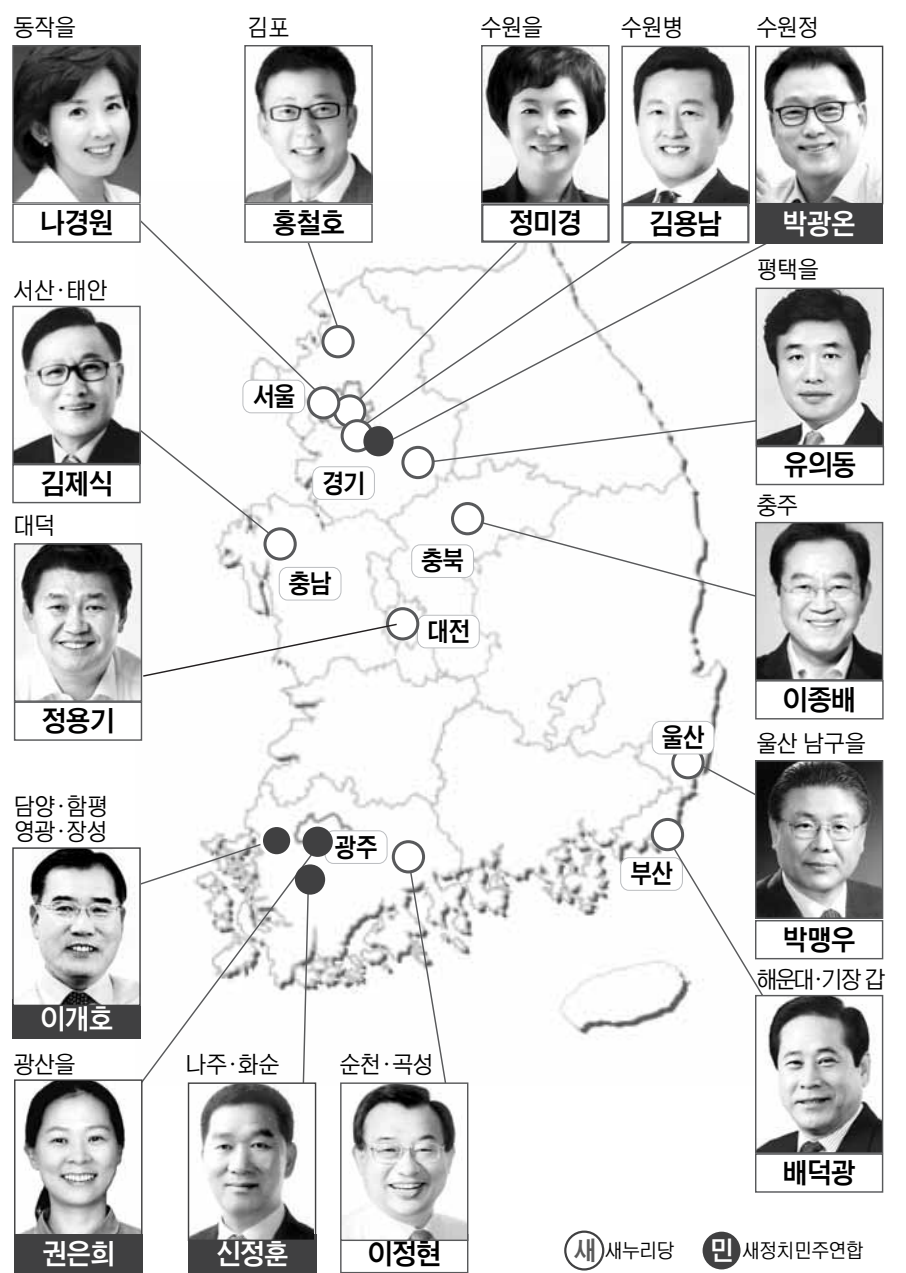 동작을
나경원
김포
홍철호
수원을
정미경
수원병
김용남
수원정
박광온
서산·태안
김제식
평택을
유의동
서울
경기
대덕
정용기
충주
이종배
충남
충북
대전
울산
울산 남구을
박맹우
담양·함평
영광·장성
이개호
광주
부산
해운대·기장 갑
배덕광
광산을
권은희
나주·화순
신정훈
순천·곡성
이정현
새 새누리당
민 새정치민주연합